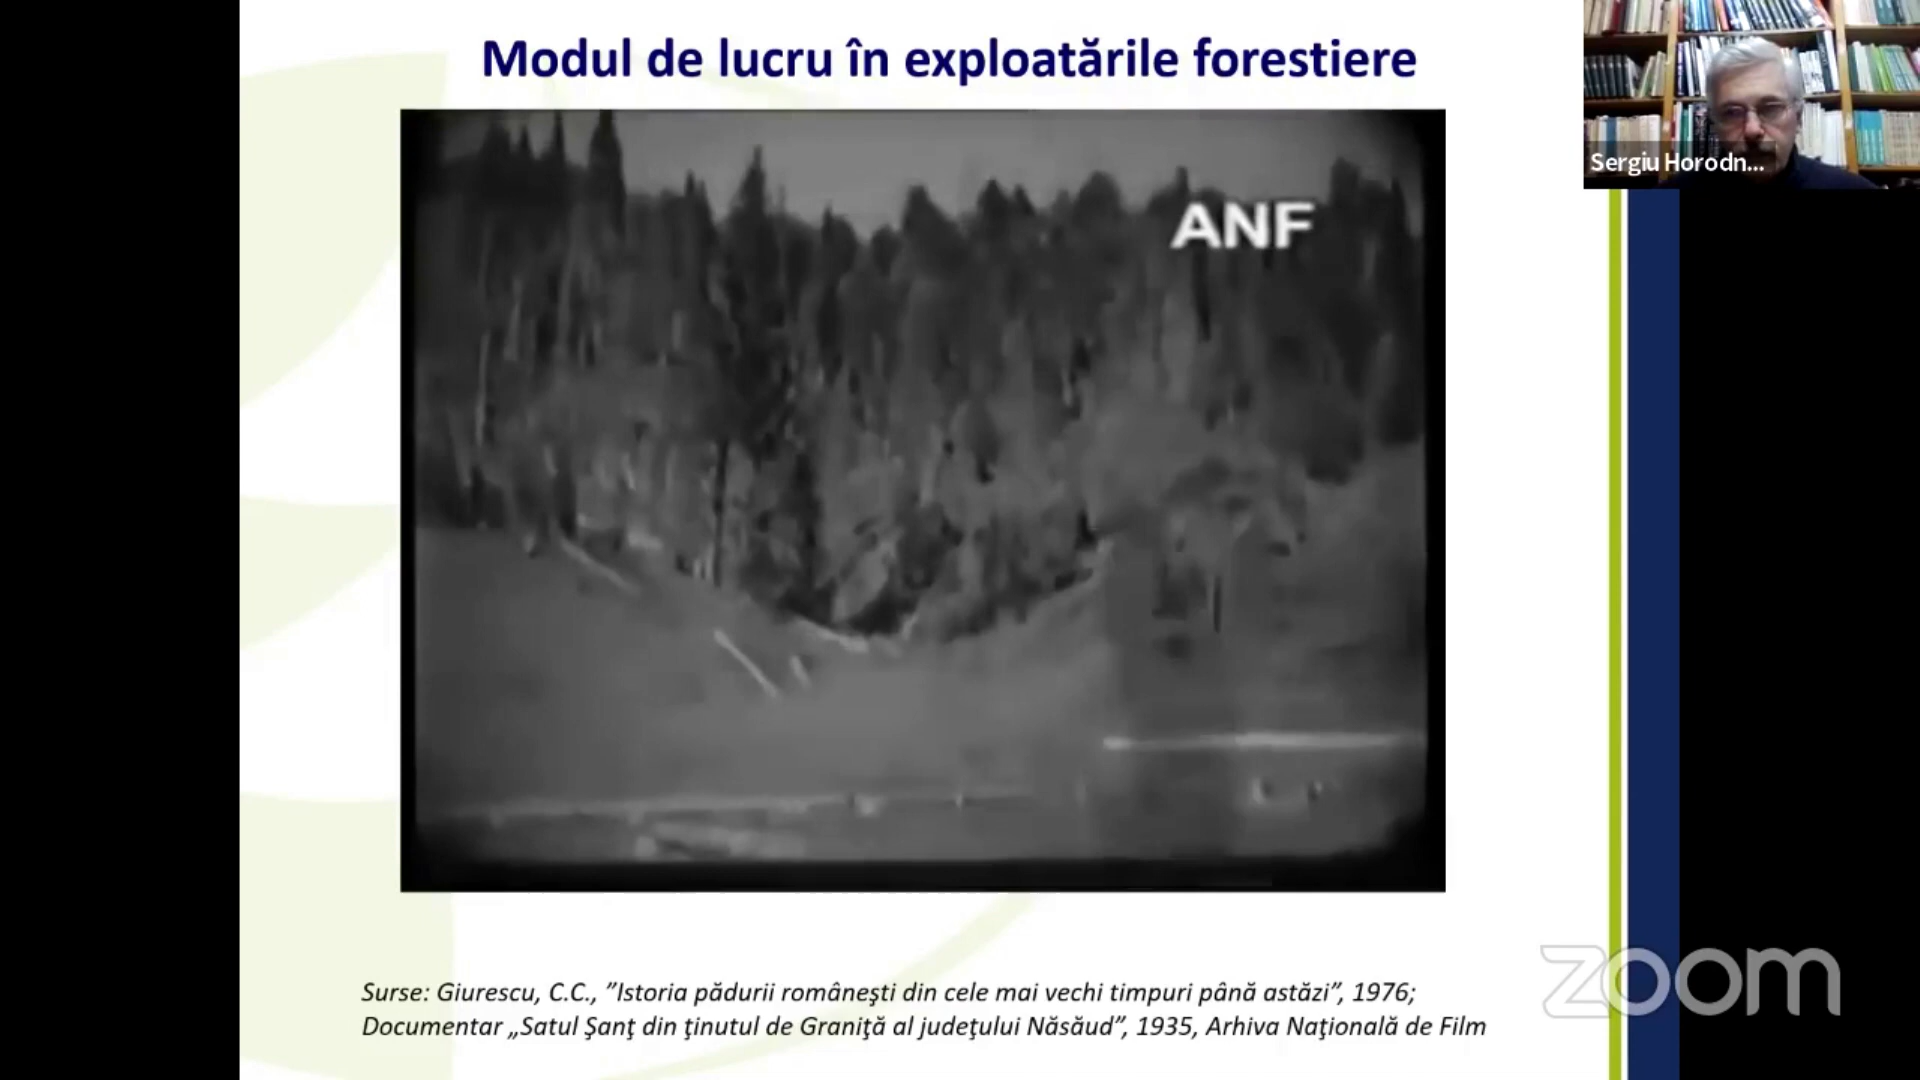 Modul de lucru în exploatările forestiere
ANF
Sergiu Horodn...
Surse: Giurescu, C.C., ”Istoria pădurii româneşti din cele mai vechi timpuri până astăzi”, 1976;
Documentar „Satul Şanţ din ţinutul de Graniţă al judeţului Năsăud”, 1935, Arhiva Naţională de Film
zoom